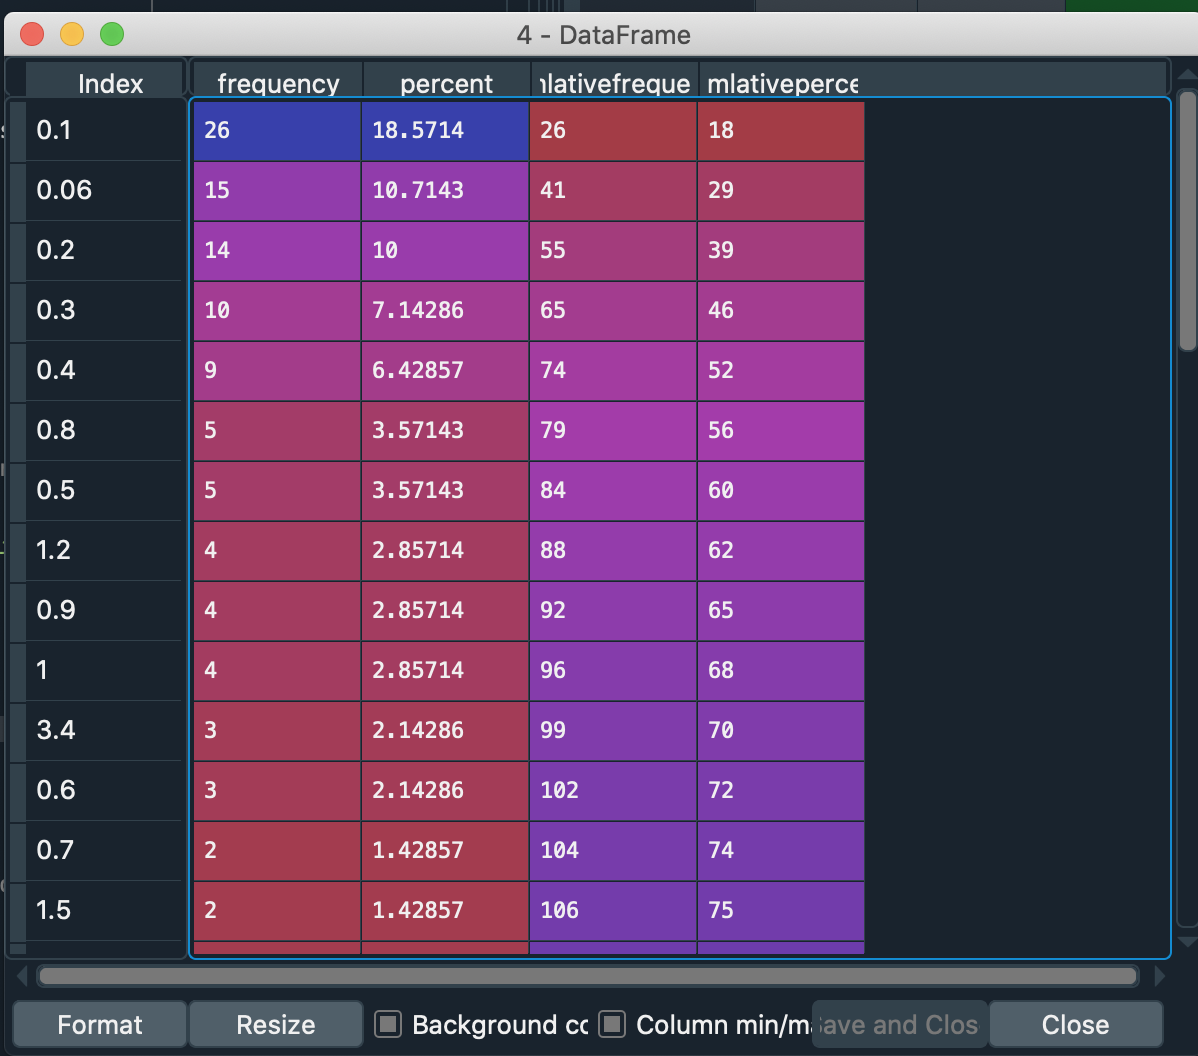 4 - DataFrame
Index frequency percent nlativefreque mlativeperce
0.1 26 18.5714 26 18
0.06 15 10.7143 41 29
0.2 14 10 55 39
0.3 10 7.14286 65 46
0.4 9 6.42857 74 52
0.8 5 3.57143 79 56
0.5 5 3.57143 84 60
1.2 4 2.85714 88 62
0.9 4 2.85714 92 65
1 4 2.85714 96 68
3.4 3 2.14286 99 70
0.6 3 2.14286 102 72
0.7 2 1.42857 104 74
1.5 2 1.42857 106 75
Format Resize Background co Column min/ma ave and Clos Close